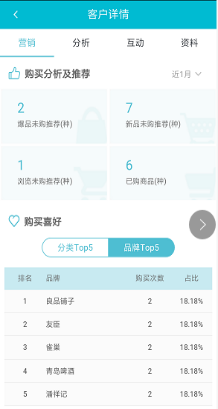 客户详情
营销 分析 互动 资料
购买分析及推荐 近1月
2 7
爆品未购推荐(种) 新品未购推荐(种)
1 6
浏览未购推荐(种) 已购商品(种)
购买喜好
分类Top5 品牌Top5
排名 品牌 购买次数 占比
1 良品铺子 2 18.18%
2 友臣 2 18.18%
3 雀巢 2 18.18%
4 青岛啤酒 2 18.18%
5 潘祥记 2 18.18%